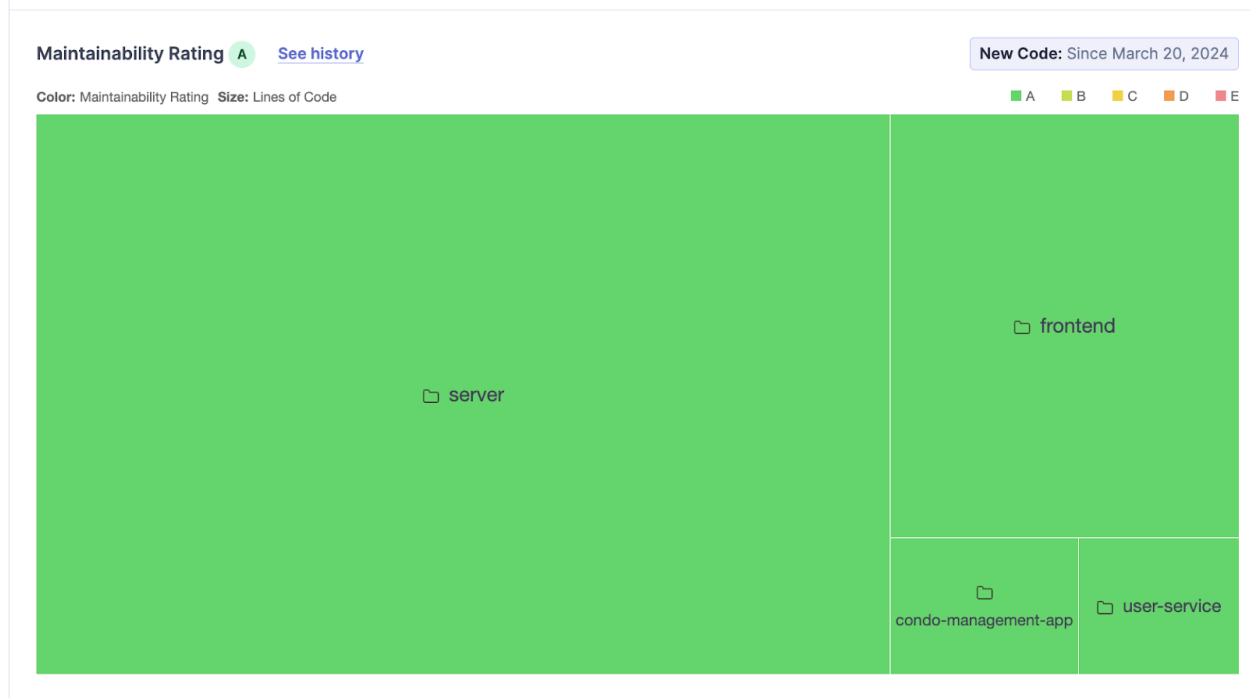 Maintainability Rating A See history New Code: Since March 20, 2024
Color: Maintainability Rating Size: Lines of Code A B C D E
frontend
server
condo-management-app
user-service